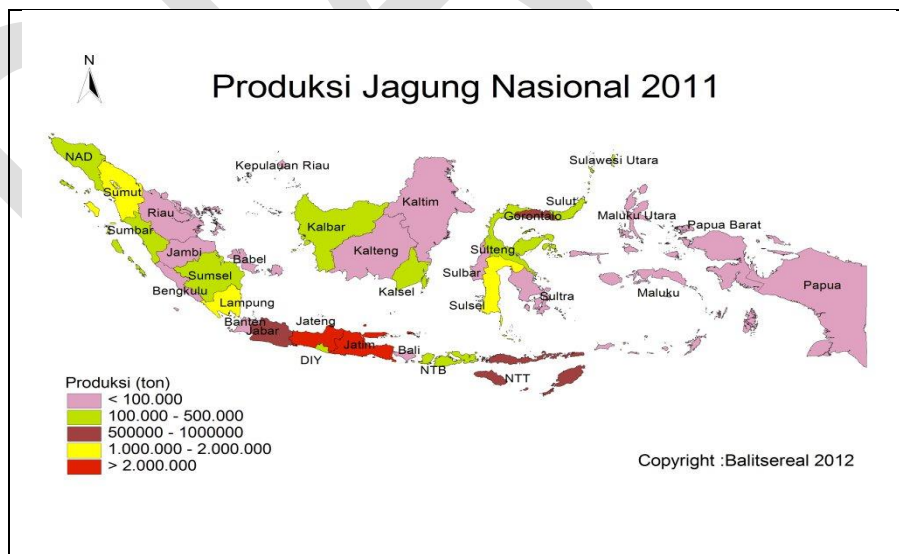 N
Produksi Jagung Nasional 2011
NAD
Sumut
Riau
Kepulauan Riau
Sumbar
Jambi
Babel
Sumsel
Bengkulu
Lampung
Banten
Jabar
Jateng
DIY
Jatim
Bali
NTB
NTT
Kalbar
Kalteng
Kaltim
Kalsel
Sulawesi Utara
Sulut
Gorontalo
Sulteng
Sulbar
Sulsel
Sultra
Maluku Utara
Maluku
Papua Barat
Papua
Produksi (ton)
< 100.000
100.000 - 500.000
500000 - 1000000
1.000.000 - 2.000.000
> 2.000.000
Copyright :Balitsereal 2012